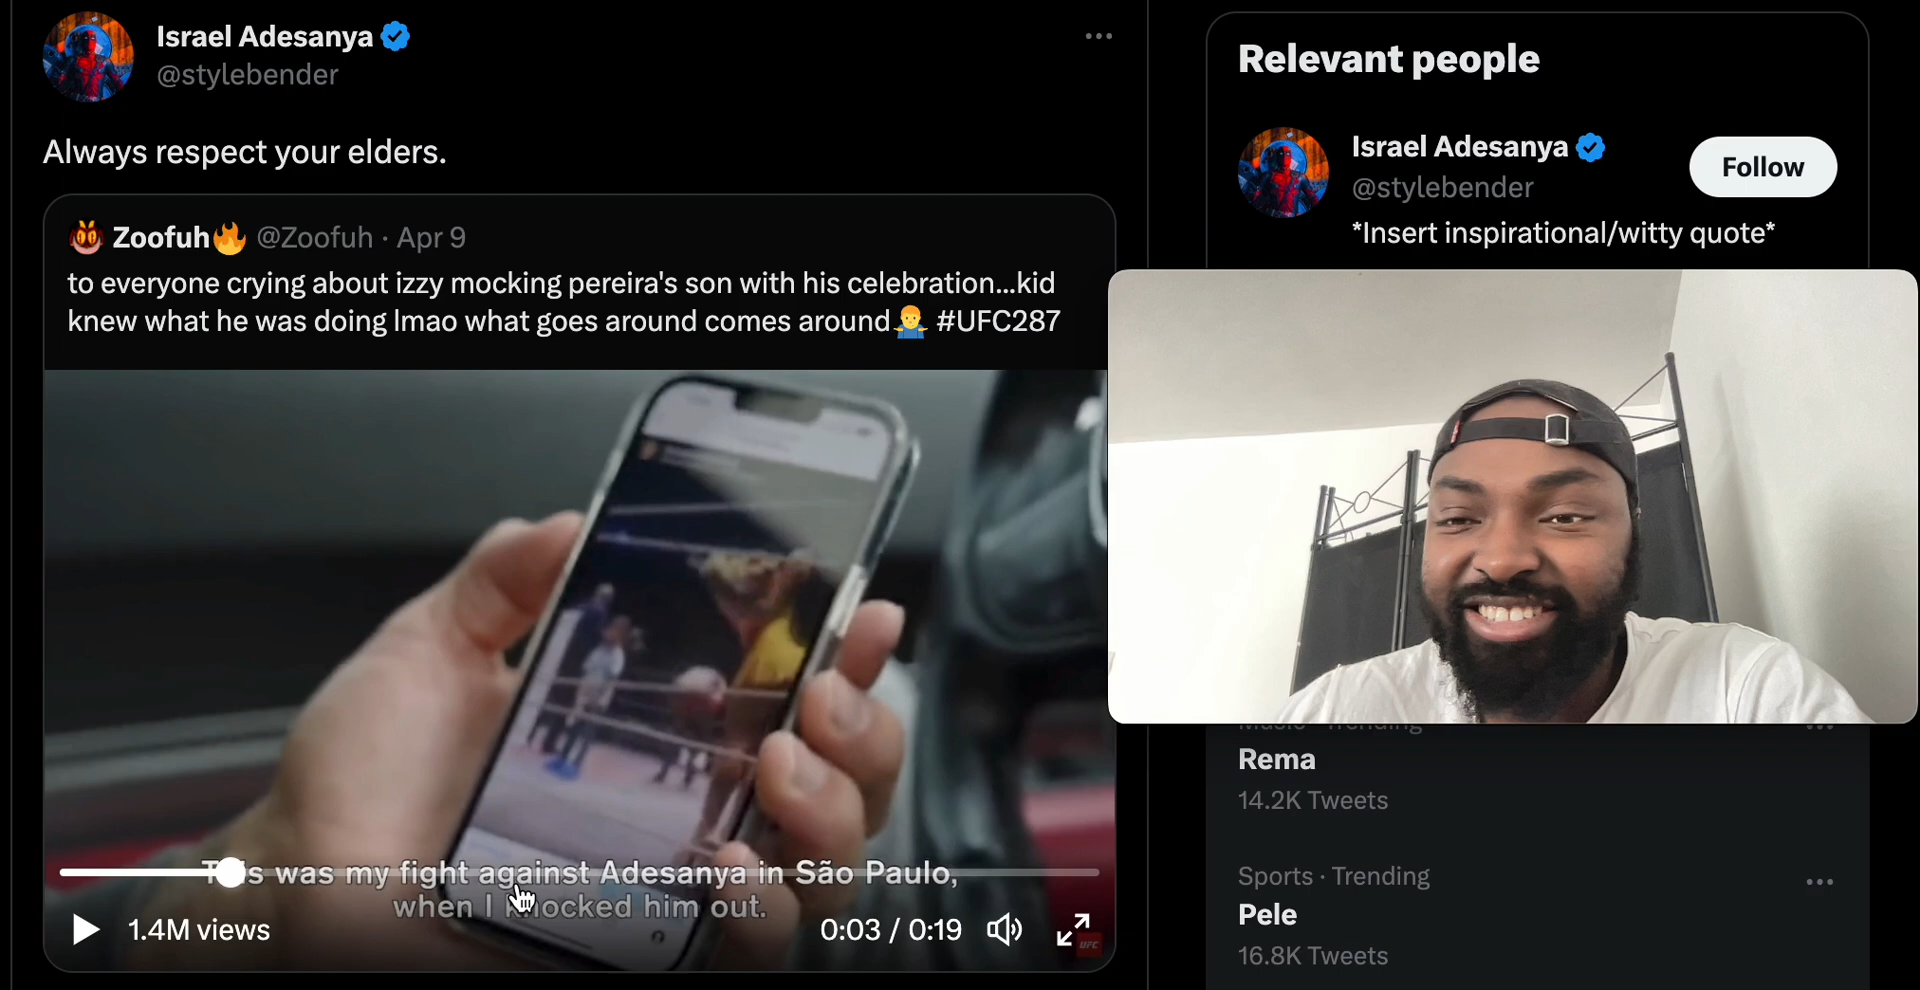 Israel Adesanya
@stylebender
Always respect your elders.
Zoofuh🔥 @Zoofuh · Apr 9
to everyone crying about izzy mocking pereira's son with his celebration...kid
knew what he was doing lmao what goes around comes around🤷‍♂️ #UFC287
This was my fight against Adesanya in São Paulo,
when I knocked him out.
1.4M views
0:03 / 0:19
UFC
Relevant people
Israel Adesanya
@stylebender
Follow
*Insert inspirational/witty quote*
Music · Trending
Rema
14.2K Tweets
Sports · Trending
Pele
16.8K Tweets